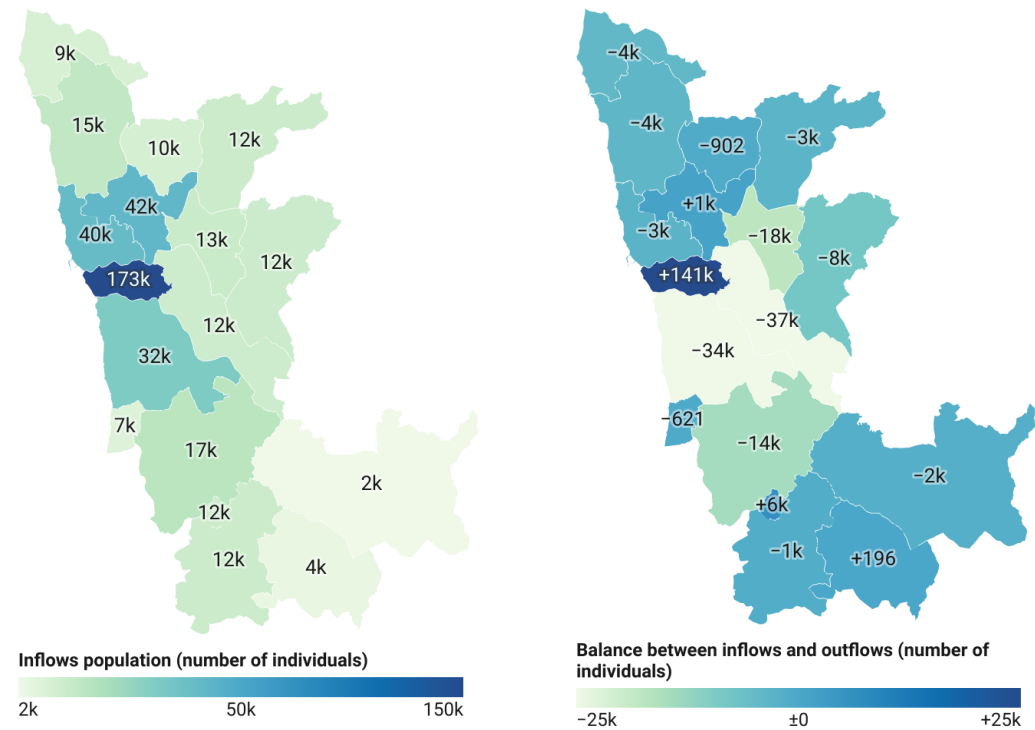 9k
15k
10k
12k
42k
40k
13k
12k
173k
12k
32k
7k
17k
2k
12k
12k
4k
Inflows population (number of individuals)
2k 50k 150k
−4k
−4k
−902
−3k
+1k
−3k
−18k
−8k
+141k
−37k
−34k
−621
−14k
−2k
+6k
−1k
+196
Balance between inflows and outflows (number of
individuals)
−25k ±0 +25k